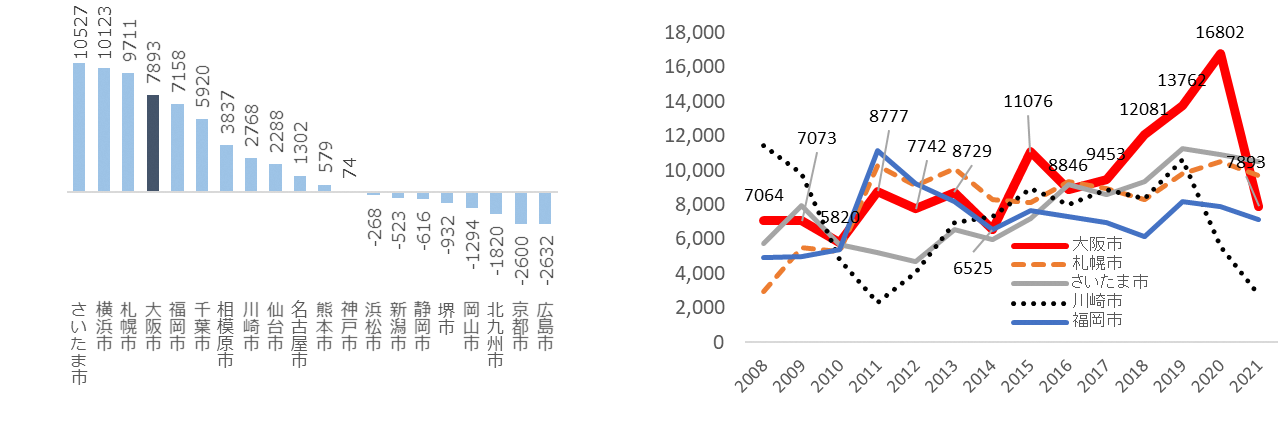 10527
10123
9711
7893
7158
5920
3837
2768
2288
1302
579
74
-268
-523
-616
-932
-1294
-1820
-2600
-2632
さいたま市
横浜市
札幌市
大阪市
福岡市
千葉市
相模原市
川崎市
仙台市
名古屋市
熊本市
神戸市
浜松市
新潟市
静岡市
堺市
岡山市
北九州市
京都市
広島市
18,000
16,000
14,000
12,000
10,000
8,000
6,000
4,000
2,000
0
7064
7073
5820
8777
7742
8729
6525
11076
8846
9453
12081
13762
16802
7893
大阪市
札幌市
さいたま市
川崎市
福岡市
2008
2009
2010
2011
2012
2013
2014
2015
2016
2017
2018
2019
2020
2021